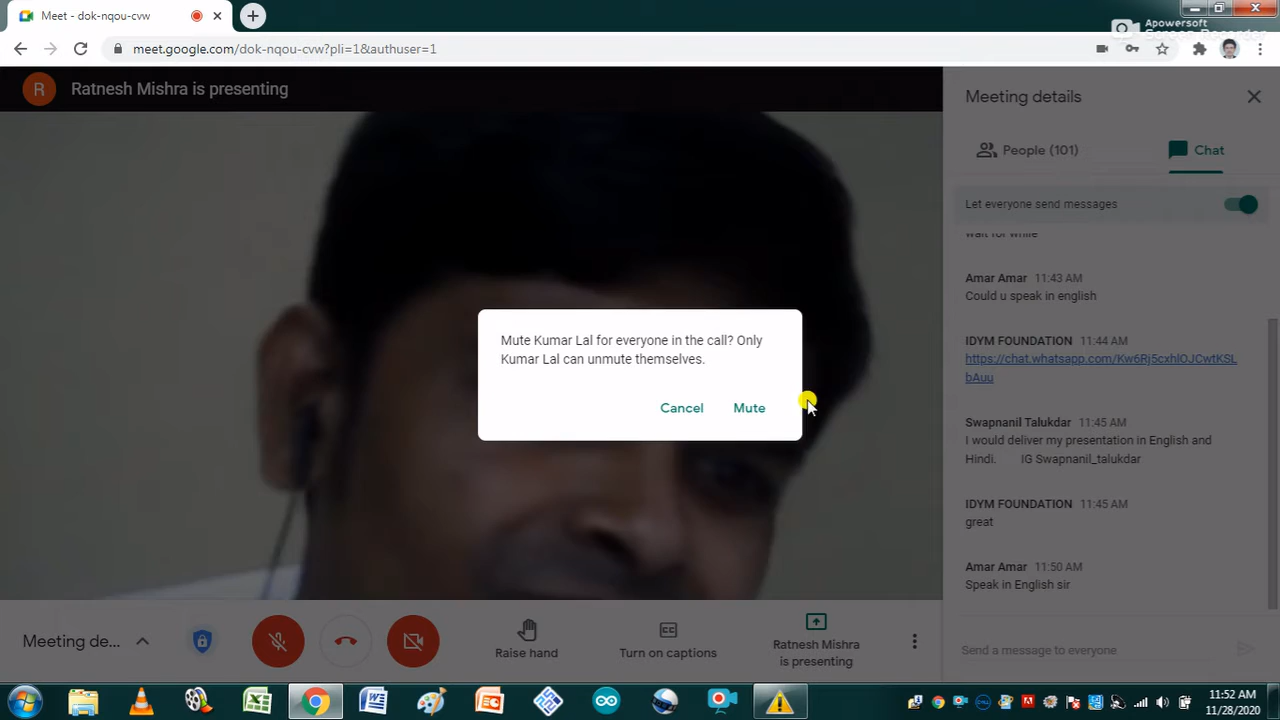 Meet - dok-nqou-cvw
Apowersoft
Screen Recorder
meet.google.com/dok-nqou-cvw?pli=1&authuser=1
R
Ratnesh Mishra is presenting
Meeting details
People (101)
Chat
Let everyone send messages
wait for while
Amar Amar 11:43 AM
Could u speak in english
IDYM FOUNDATION 11:44 AM
https://chat.whatsapp.com/Kw6Rj5cxhlOJCwtKSL
bAuu
Swapnanil Talukdar 11:45 AM
I would deliver my presentation in English and
Hindi. IG Swapnanil_talukdar
IDYM FOUNDATION 11:45 AM
great
Amar Amar 11:50 AM
Speak in English sir
Send a message to everyone
Mute Kumar Lal for everyone in the call? Only
Kumar Lal can unmute themselves.
Cancel Mute
Meeting de...
Raise hand
CC
Turn on captions
Ratnesh Mishra
is presenting
11:52 AM
11/28/2020